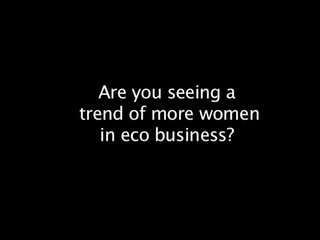 Are you seeing a
trend of more women
in eco business?